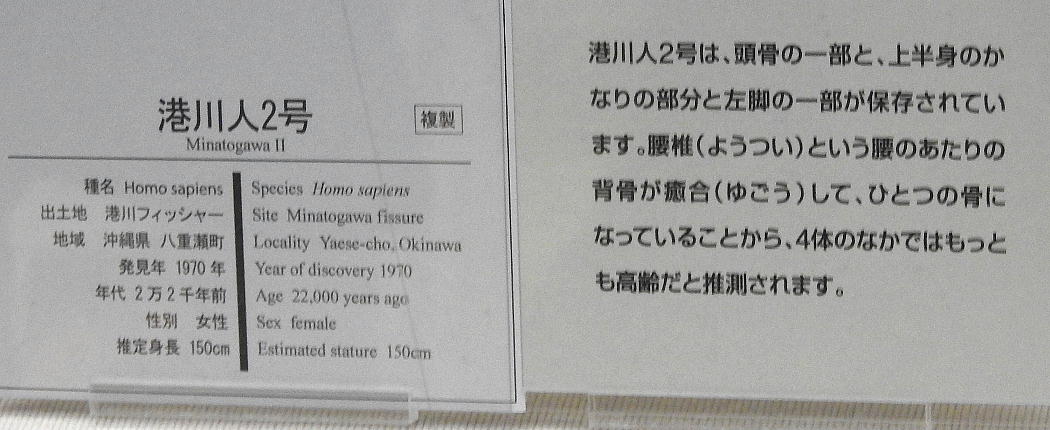 港川人2号
複製
Minatogawa II
種名 Homo sapiens
Species Homo sapiens
出土地 港川フィッシャー
Site Minatogawa fissure
地域 沖縄県 八重瀬町
Locality Yaese-cho, Okinawa
発見年 1970 年
Year of discovery 1970
年代 2万2千年前
Age 22,000 years ago
性別 女性
Sex female
推定身長 150cm
Estimated stature 150cm
港川人2号は、頭骨の一部と、上半身のか
なりの部分と左脚の一部が保存されてい
ます。腰椎(ようつい)という腰のあたりの
背骨が癒合(ゆごう)して、ひとつの骨に
なっていることから、4体のなかではもっと
も高齢だと推測されます。